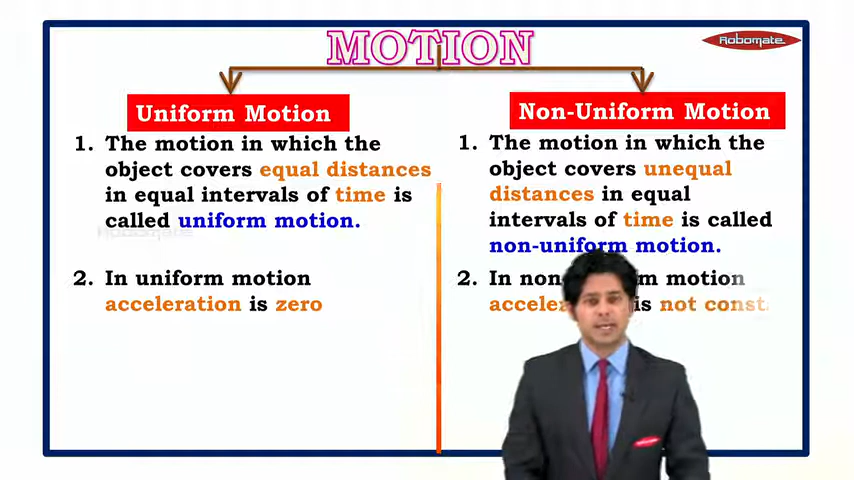 MOTION
Robomate
Uniform Motion
1. The motion in which the
object covers equal distances
in equal intervals of time is
called uniform motion.
Robomate
2. In uniform motion
acceleration is zero
Non-Uniform Motion
1. The motion in which the
object covers unequal
distances in equal
intervals of time is called
non-uniform motion.
2. In motion
is not const